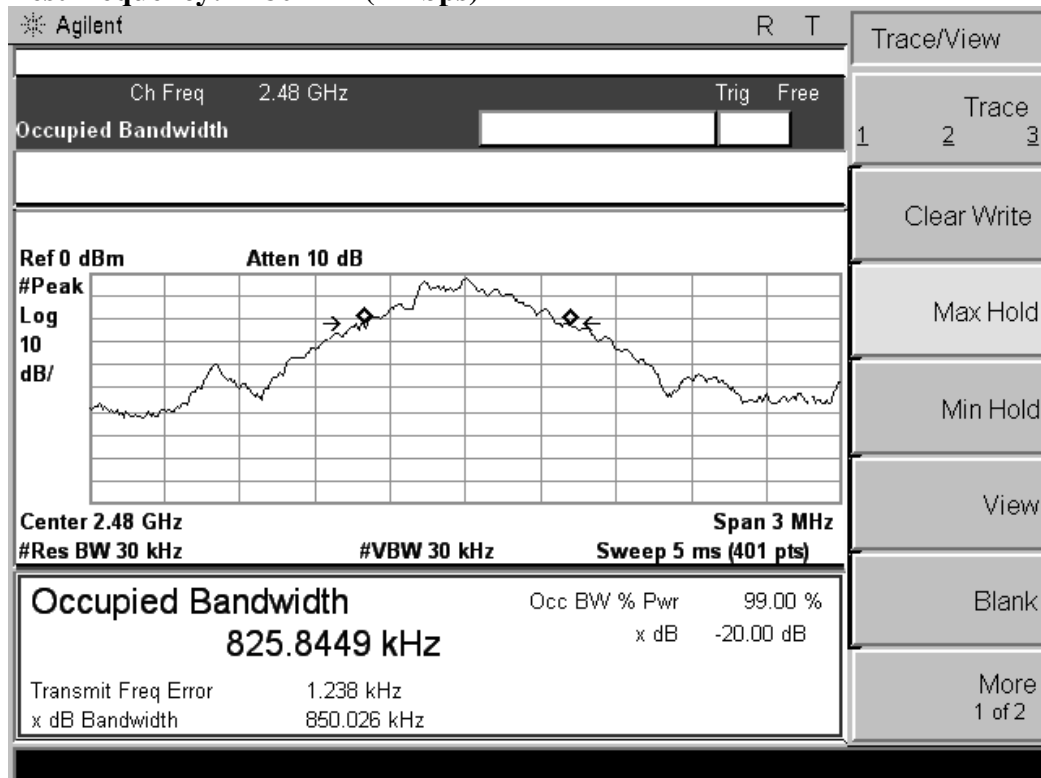 Agilent R T
Trace/View
Ch Freq 2.48 GHz Trig Free
Occupied Bandwidth
Trace
1 2 3
Clear Write
Ref 0 dBm Atten 10 dB
#Peak
Log
10
dB/
Max Hold
Min Hold
View
Center 2.48 GHz Span 3 MHz
#Res BW 30 kHz #VBW 30 kHz Sweep 5 ms (401 pts)
Occupied Bandwidth Occ BW % Pwr 99.00 %
825.8449 kHz x dB -20.00 dB
Blank
Transmit Freq Error 1.238 kHz
x dB Bandwidth 850.026 kHz
More
1 of 2